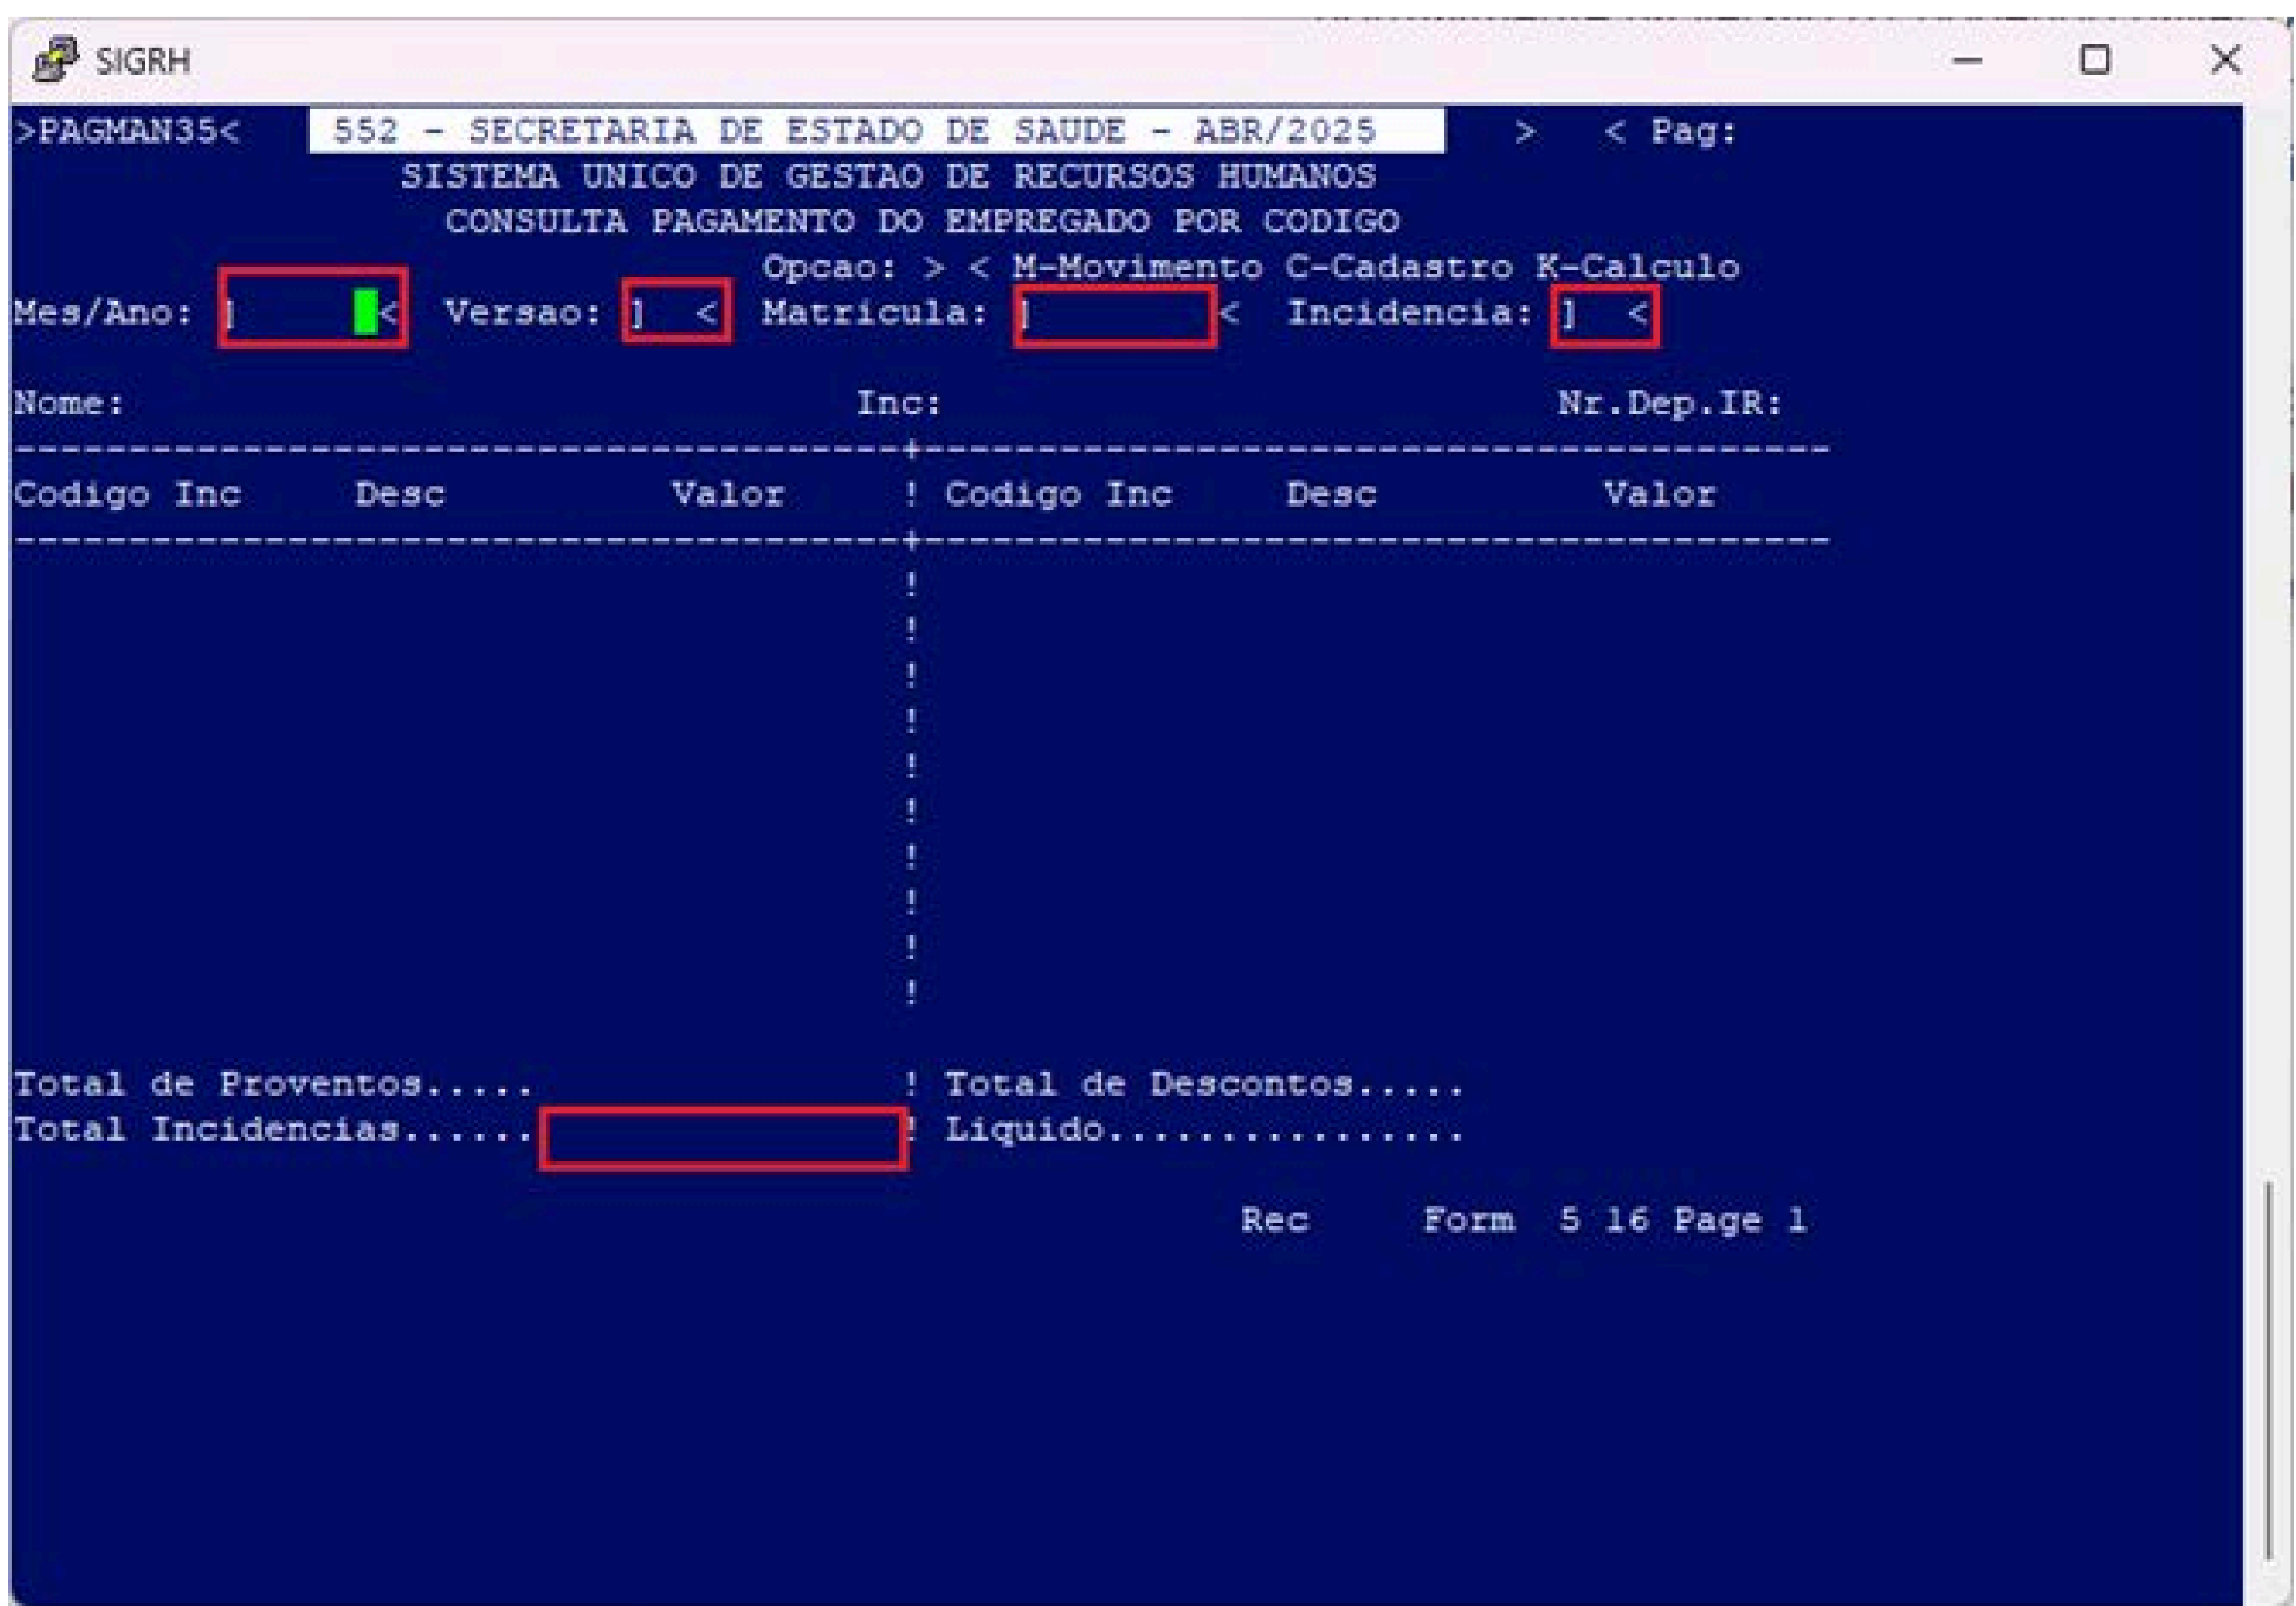 SIGRH
>PAGMAN35< 552 - SECRETARIA DE ESTADO DE SAUDE - ABR/2025 > < Pag:
SISTEMA UNICO DE GESTAO DE RECURSOS HUMANOS
CONSULTA PAGAMENTO DO EMPREGADO POR CODIGO
Opcao: > < M-Movimento C-Cadastro K-Calculo
Mes/Ano: ] < Versao: ] < Matricula: ] < Incidencia: ] <
Nome: Inc: Nr.Dep.IR:
---------------------------------------+----------------------------------------
Codigo Inc Desc Valor ! Codigo Inc Desc Valor
---------------------------------------+----------------------------------------
!
!
!
!
!
!
!
!
!
!
Total de Proventos..... ! Total de Descontos.....
Total Incidencias...... ! Liquido................
Rec Form 5 16 Page 1